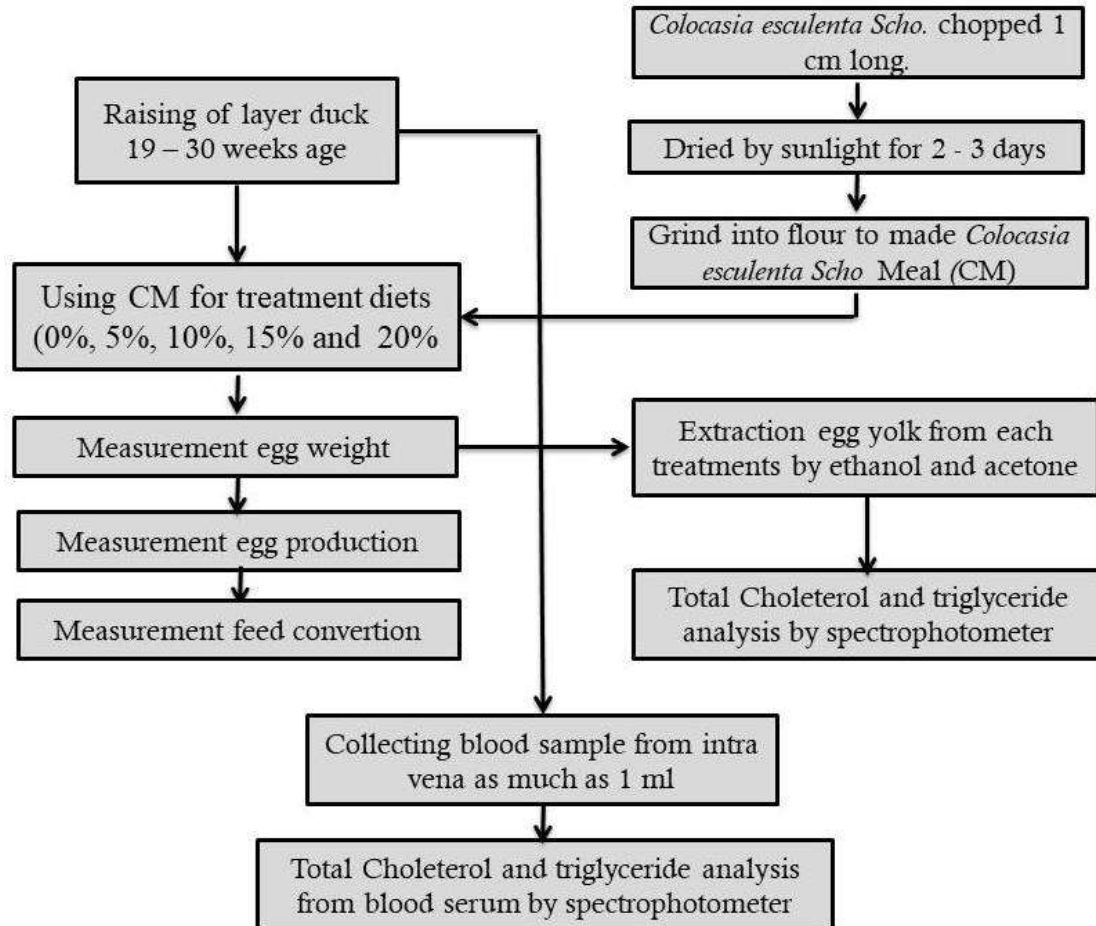 Colocasia esculenta Scho. chopped 1
cm long.
Raising of layer duck
19 – 30 weeks age
Dried by sunlight for 2 - 3 days
Grind into flour to made Colocasia
esculenta Scho Meal (CM)
Using CM for treatment diets
(0%, 5%, 10%, 15% and 20%
Measurement egg weight
Extraction egg yolk from each
treatments by ethanol and acetone
Measurement egg production
Total Choleterol and triglyceride
analysis by spectrophotometer
Measurement feed convertion
Collecting blood sample from intra
vena as much as 1 ml
Total Choleterol and triglyceride analysis
from blood serum by spectrophotometer